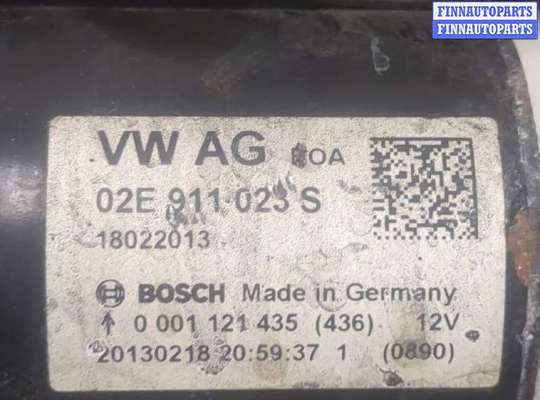 FINNAUTOPARTS
FINNAUTOPARTS
VW AG
02E 911 023 S
18022013
BOSCH Made in Germany
0 001 121 435 (436) 12V
20130218 20:59:37 1 (0890)